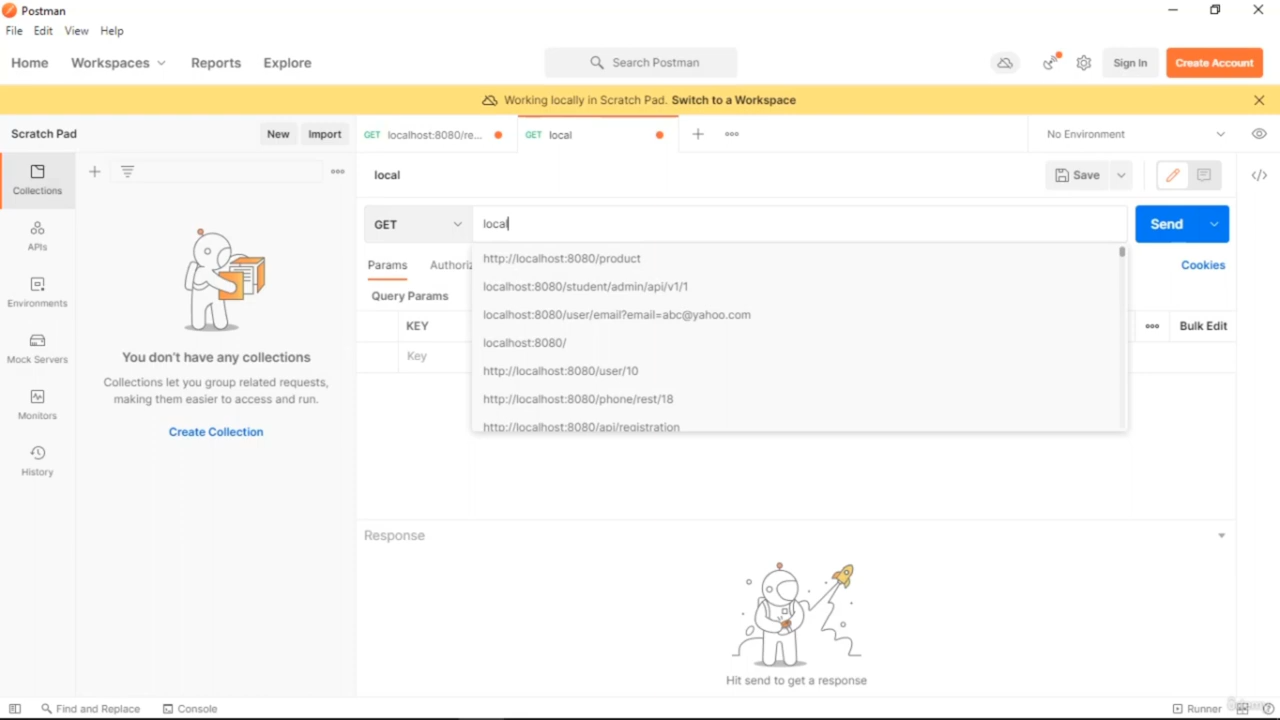 Postman
File Edit View Help
Home Workspaces Reports Explore Search Postman Sign In Create Account
Working locally in Scratch Pad. Switch to a Workspace
Scratch Pad New Import GET localhost:8080/re... GET local No Environment
local Save
Collections
GET local Send
APIs
http://localhost:8080/product
Params Cookies
localhost:8080/student/admin/api/v1/1
Query Params
Environments
localhost:8080/user/email?email=abc@yahoo.com
KEY Bulk Edit
localhost:8080/
Mock Servers
You don't have any collections
Key
http://localhost:8080/user/10
Collections let you group related requests,
making them easier to access and run.
http://localhost:8080/phone/rest/18
Monitors
http://localhost:8080/api/registration
Create Collection
History
Response
Hit send to get a response
Find and Replace Console Runner